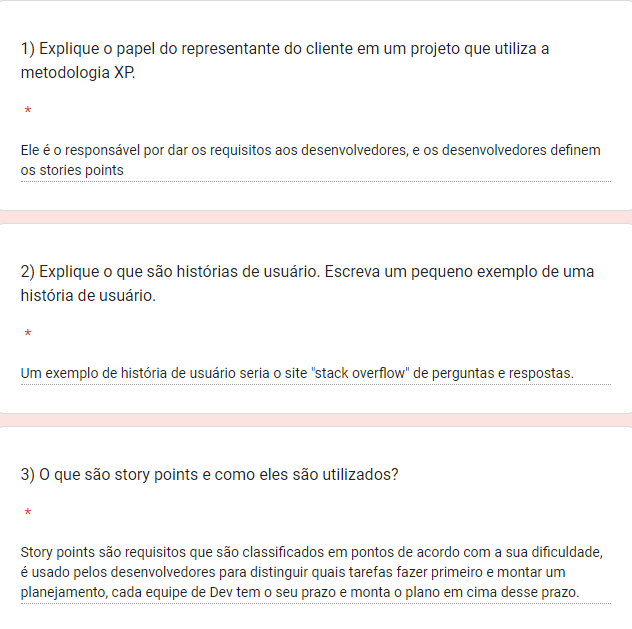 1) Explique o papel do representante do cliente em um projeto que utiliza a
metodologia XP.
*
Ele é o responsável por dar os requisitos aos desenvolvedores, e os desenvolvedores definem
os stories points
2) Explique o que são histórias de usuário. Escreva um pequeno exemplo de uma
história de usuário.
*
Um exemplo de história de usuário seria o site "stack overflow" de perguntas e respostas.
3) O que são story points e como eles são utilizados?
*
Story points são requisitos que são classificados em pontos de acordo com a sua dificuldade,
é usado pelos desenvolvedores para distinguir quais tarefas fazer primeiro e montar um
planejamento, cada equipe de Dev tem o seu prazo e monta o plano em cima desse prazo.